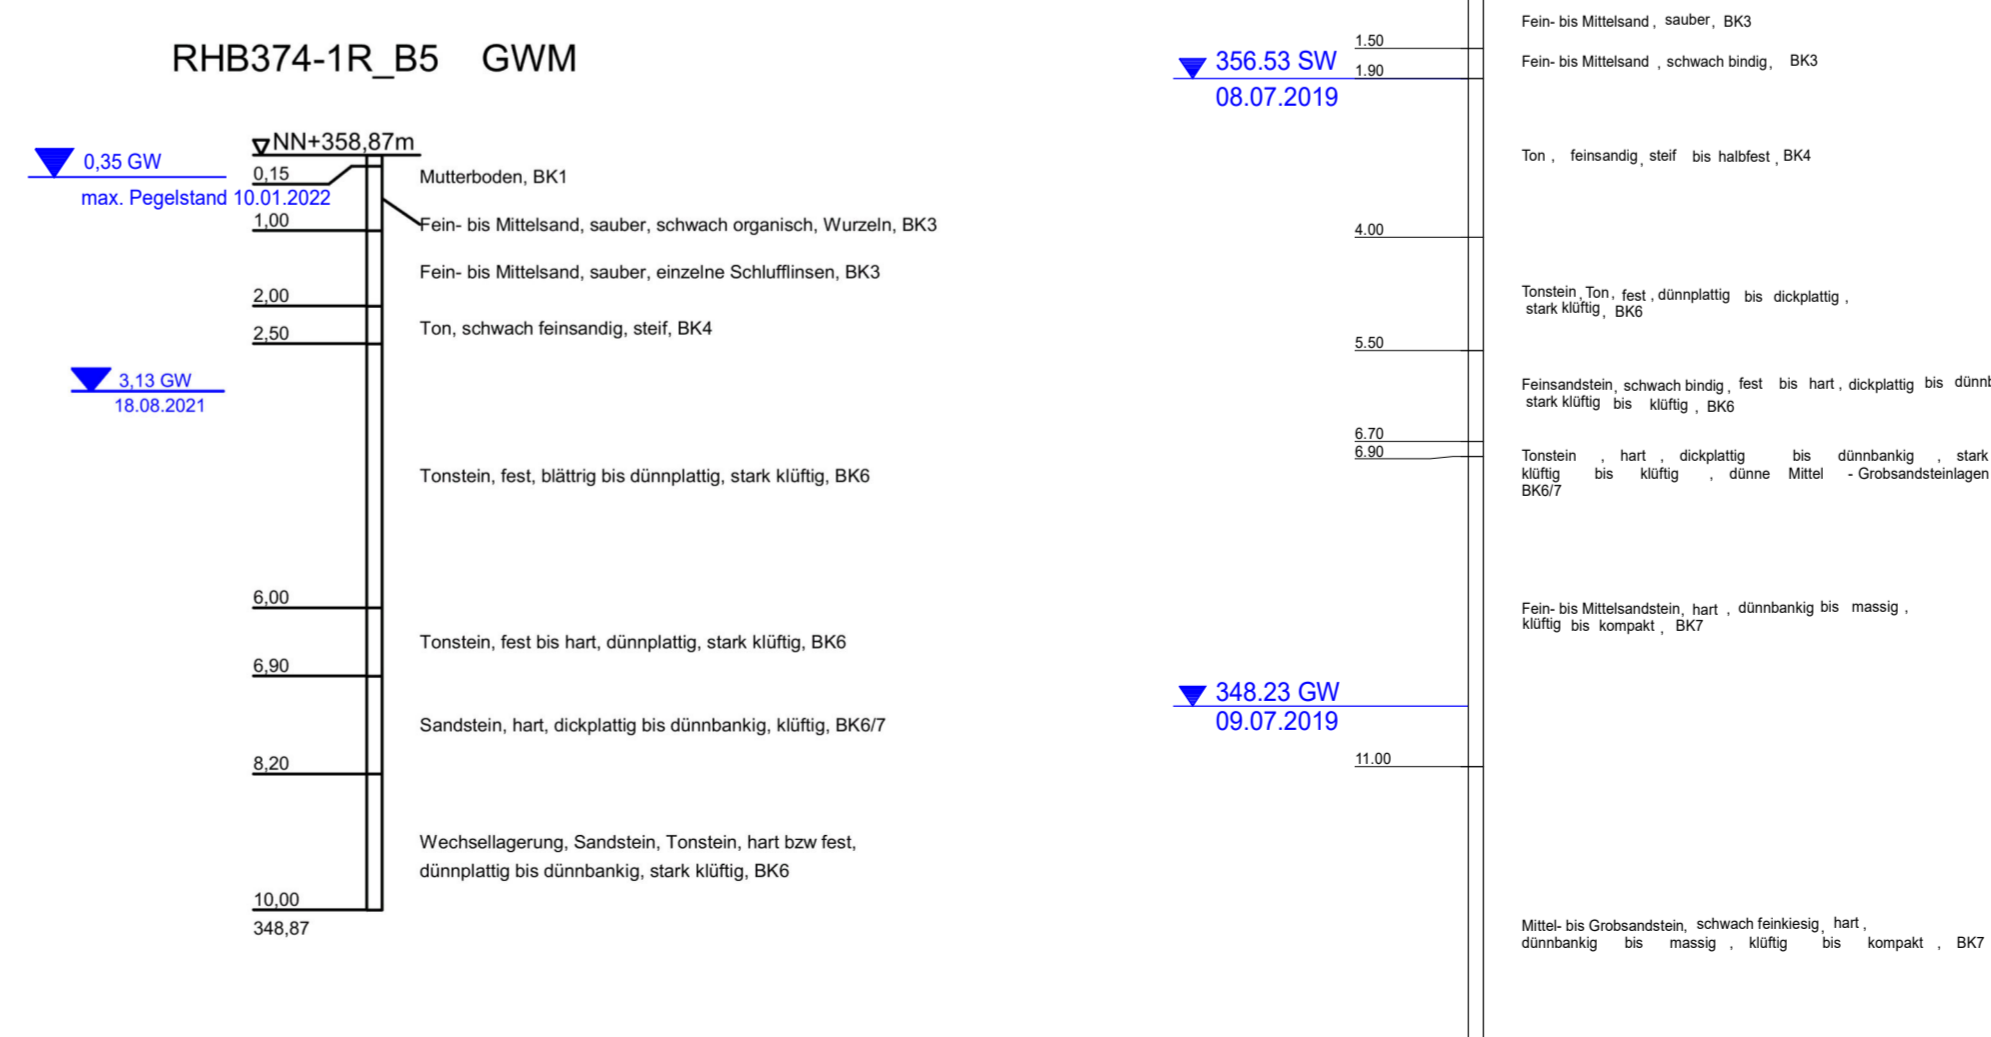 RHB374-1R_B5 GWM
NN+358,87m
0,35 GW
max. Pegelstand 10.01.2022
0,15
Mutterboden, BK1
1,00
Fein- bis Mittelsand, sauber, schwach organisch, Wurzeln, BK3
Fein- bis Mittelsand, sauber, einzelne Schlufflinsen, BK3
2,00
Ton, schwach feinsandig, steif, BK4
2,50
3,13 GW
18.08.2021
Tonstein, fest, blättrig bis dünnplattig, stark klüftig, BK6
6,00
Tonstein, fest bis hart, dünnplattig, stark klüftig, BK6
6,90
Sandstein, hart, dickplattig bis dünnbankig, klüftig, BK6/7
8,20
Wechsellagerung, Sandstein, Tonstein, hart bzw fest,
dünnplattig bis dünnbankig, stark klüftig, BK6
10,00
348,87
Fein- bis Mittelsand, sauber, BK3
1.50
Fein- bis Mittelsand, schwach bindig, BK3
356.53 SW
1.90
08.07.2019
Ton, feinsandig, steif bis halbfest, BK4
4.00
Tonstein, Ton, fest, dünnplattig bis dickplattig,
stark klüftig, BK6
5.50
Feinsandstein, schwach bindig, fest bis hart, dickplattig bis dünnb
stark klüftig bis klüftig, BK6
6.70
6.90
Tonstein, hart, dickplattig bis dünnbankig, stark
klüftig bis klüftig, dünne Mittel - Grobsandsteinlagen
BK6/7
Fein- bis Mittelsandstein, hart, dünnbankig bis massig,
klüftig bis kompakt, BK7
348.23 GW
09.07.2019
11.00
Mittel- bis Grobsandstein, schwach feinkiesig, hart,
dünnbankig bis massig, klüftig bis kompakt, BK7